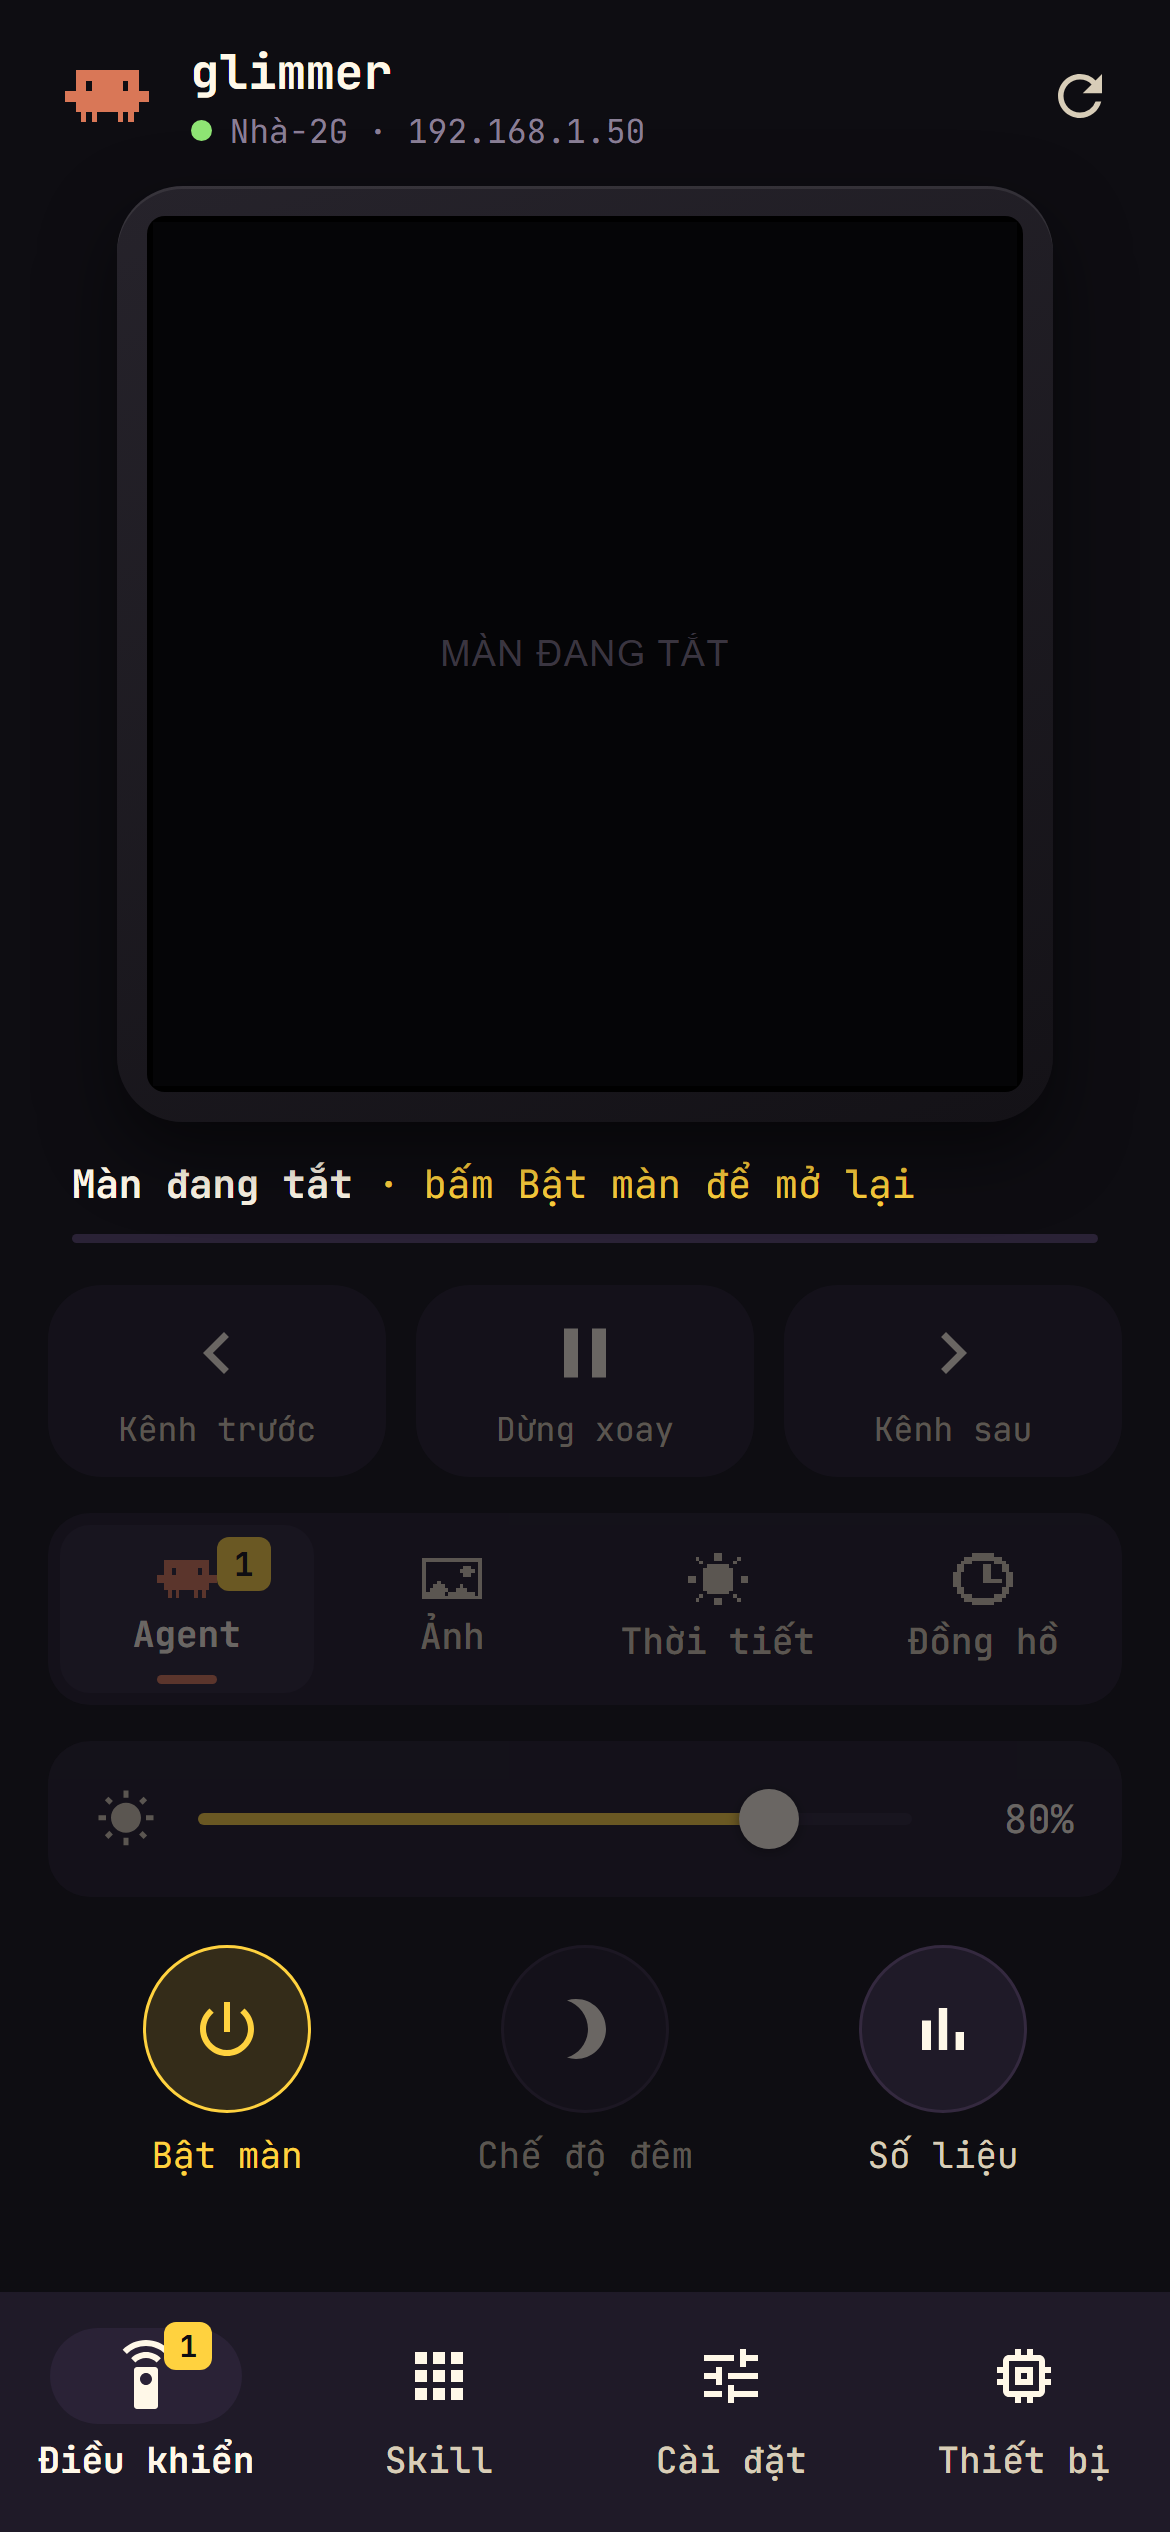 glimmer
Nhà-2G · 192.168.1.50
MÀN ĐANG TẮT
Màn đang tắt · bấm Bật màn để mở lại
Kênh trước
Dừng xoay
Kênh sau
1
Agent
Ảnh
Thời tiết
Đồng hồ
80%
Bật màn
Chế độ đêm
Số liệu
1
Điều khiển
Skill
Cài đặt
Thiết bị